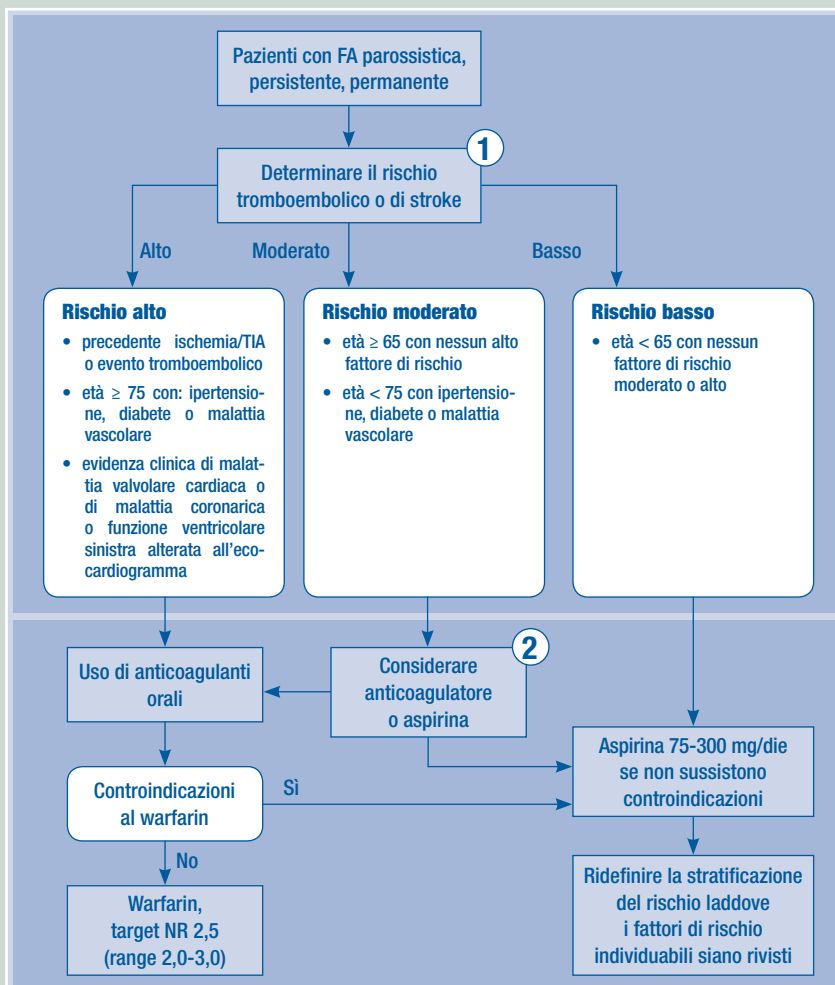 Pazienti con FA parossistica,
persistente, permanente
1
Determinare il rischio
tromboembolico o di stroke
Alto
Moderato
Basso
Rischio alto
• precedente ischemia/TIA
o evento tromboembolico
• età ≥ 75 con: ipertensio-
ne, diabete o malattia
vascolare
• evidenza clinica di malat-
tia valvolare cardiaca o
di malattia coronarica
o funzione ventricolare
sinistra alterata all'eco-
cardiogramma
Rischio moderato
• età ≥ 65 con nessun alto
fattore di rischio
• età < 75 con ipertensio-
ne, diabete o malattia
vascolare
Rischio basso
• età < 65 con nessun
fattore di rischio
moderato o alto
Uso di anticoagulanti
orali
2
Considerare
anticoagulatore
o aspirina
Aspirina 75-300 mg/die
se non sussistono
controindicazioni
Controindicazioni
al warfarin
Sì
No
Warfarin,
target NR 2,5
(range 2,0-3,0)
Ridefinire la stratificazione
del rischio laddove
i fattori di rischio
individuabili siano rivisti